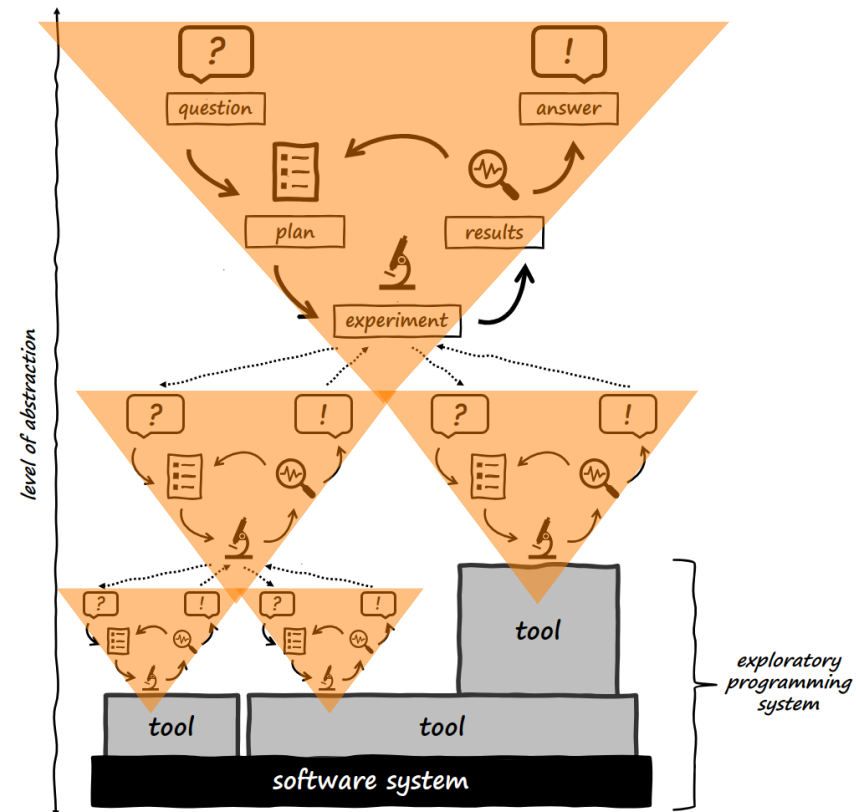 ?
!
question
answer
plan
results
experiment
level of abstraction
?
!
?
!
?
!
?
!
tool
exploratory
programming
system
tool
tool
software system